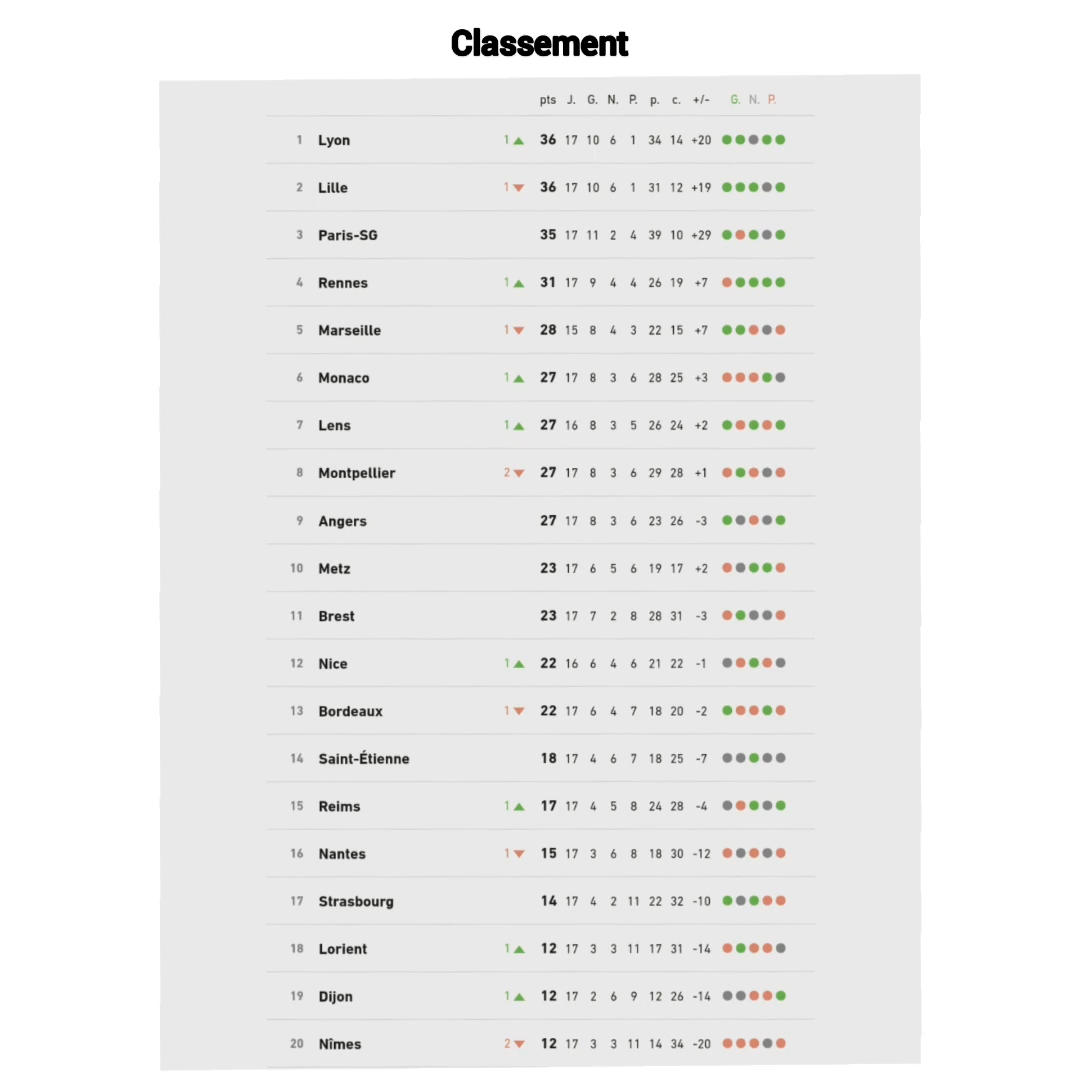 Classement
pts J. G. N. P. p. c. +/- G. N. P.
1 Lyon 1 36 17 10 6 1 34 14 +20
2 Lille 1 36 17 10 6 1 31 12 +19
3 Paris-SG 35 17 11 2 4 39 10 +29
4 Rennes 1 31 17 9 4 4 26 19 +7
5 Marseille 1 28 15 8 4 3 22 15 +7
6 Monaco 1 27 17 8 3 6 28 25 +3
7 Lens 1 27 16 8 3 5 26 24 +2
8 Montpellier 2 27 17 8 3 6 29 28 +1
9 Angers 27 17 8 3 6 23 26 -3
10 Metz 23 17 6 5 6 19 17 +2
11 Brest 23 17 7 2 8 28 31 -3
12 Nice 1 22 16 6 4 6 21 22 -1
13 Bordeaux 1 22 17 6 4 7 18 20 -2
14 Saint-Étienne 18 17 4 6 7 18 25 -7
15 Reims 1 17 17 4 5 8 24 28 -4
16 Nantes 1 15 17 3 6 8 18 30 -12
17 Strasbourg 14 17 4 2 11 22 32 -10
18 Lorient 1 12 17 3 3 11 17 31 -14
19 Dijon 1 12 17 2 6 9 12 26 -14
20 Nîmes 2 12 17 3 3 11 14 34 -20